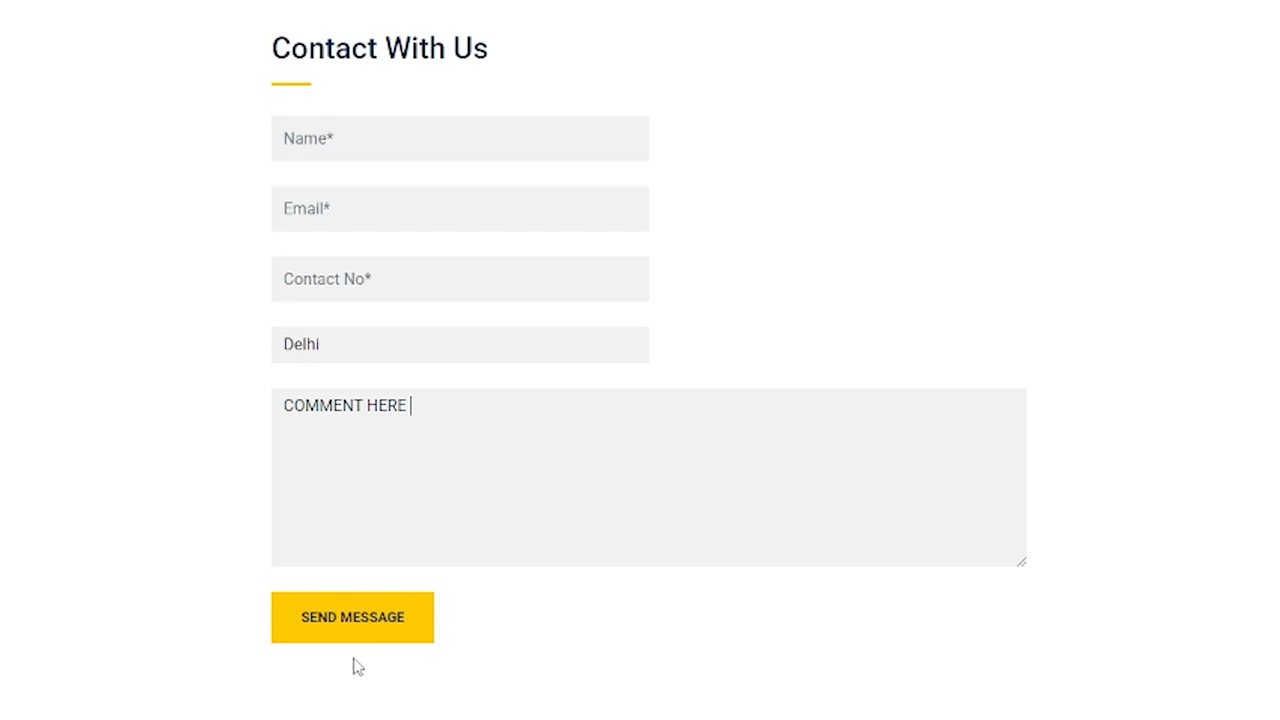 Contact With Us
Name*
Email*
Contact No*
Delhi
COMMENT HERE
SEND MESSAGE